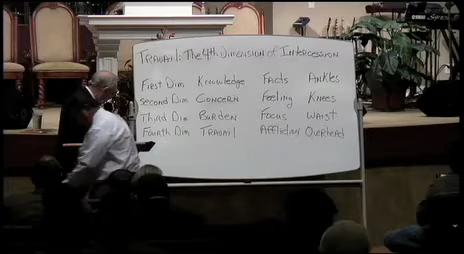 TRAVAIL: THE 4th DIMENSION OF INTERCESSION
FIRST DIM KNOWLEDGE FACTS ANKLES
SECOND DIM CONCERN FEELING KNEES
THIRD DIM BURDEN FOCUS WAIST
FOURTH DIM TRAVAIL AFFLICTION OVERHEAD